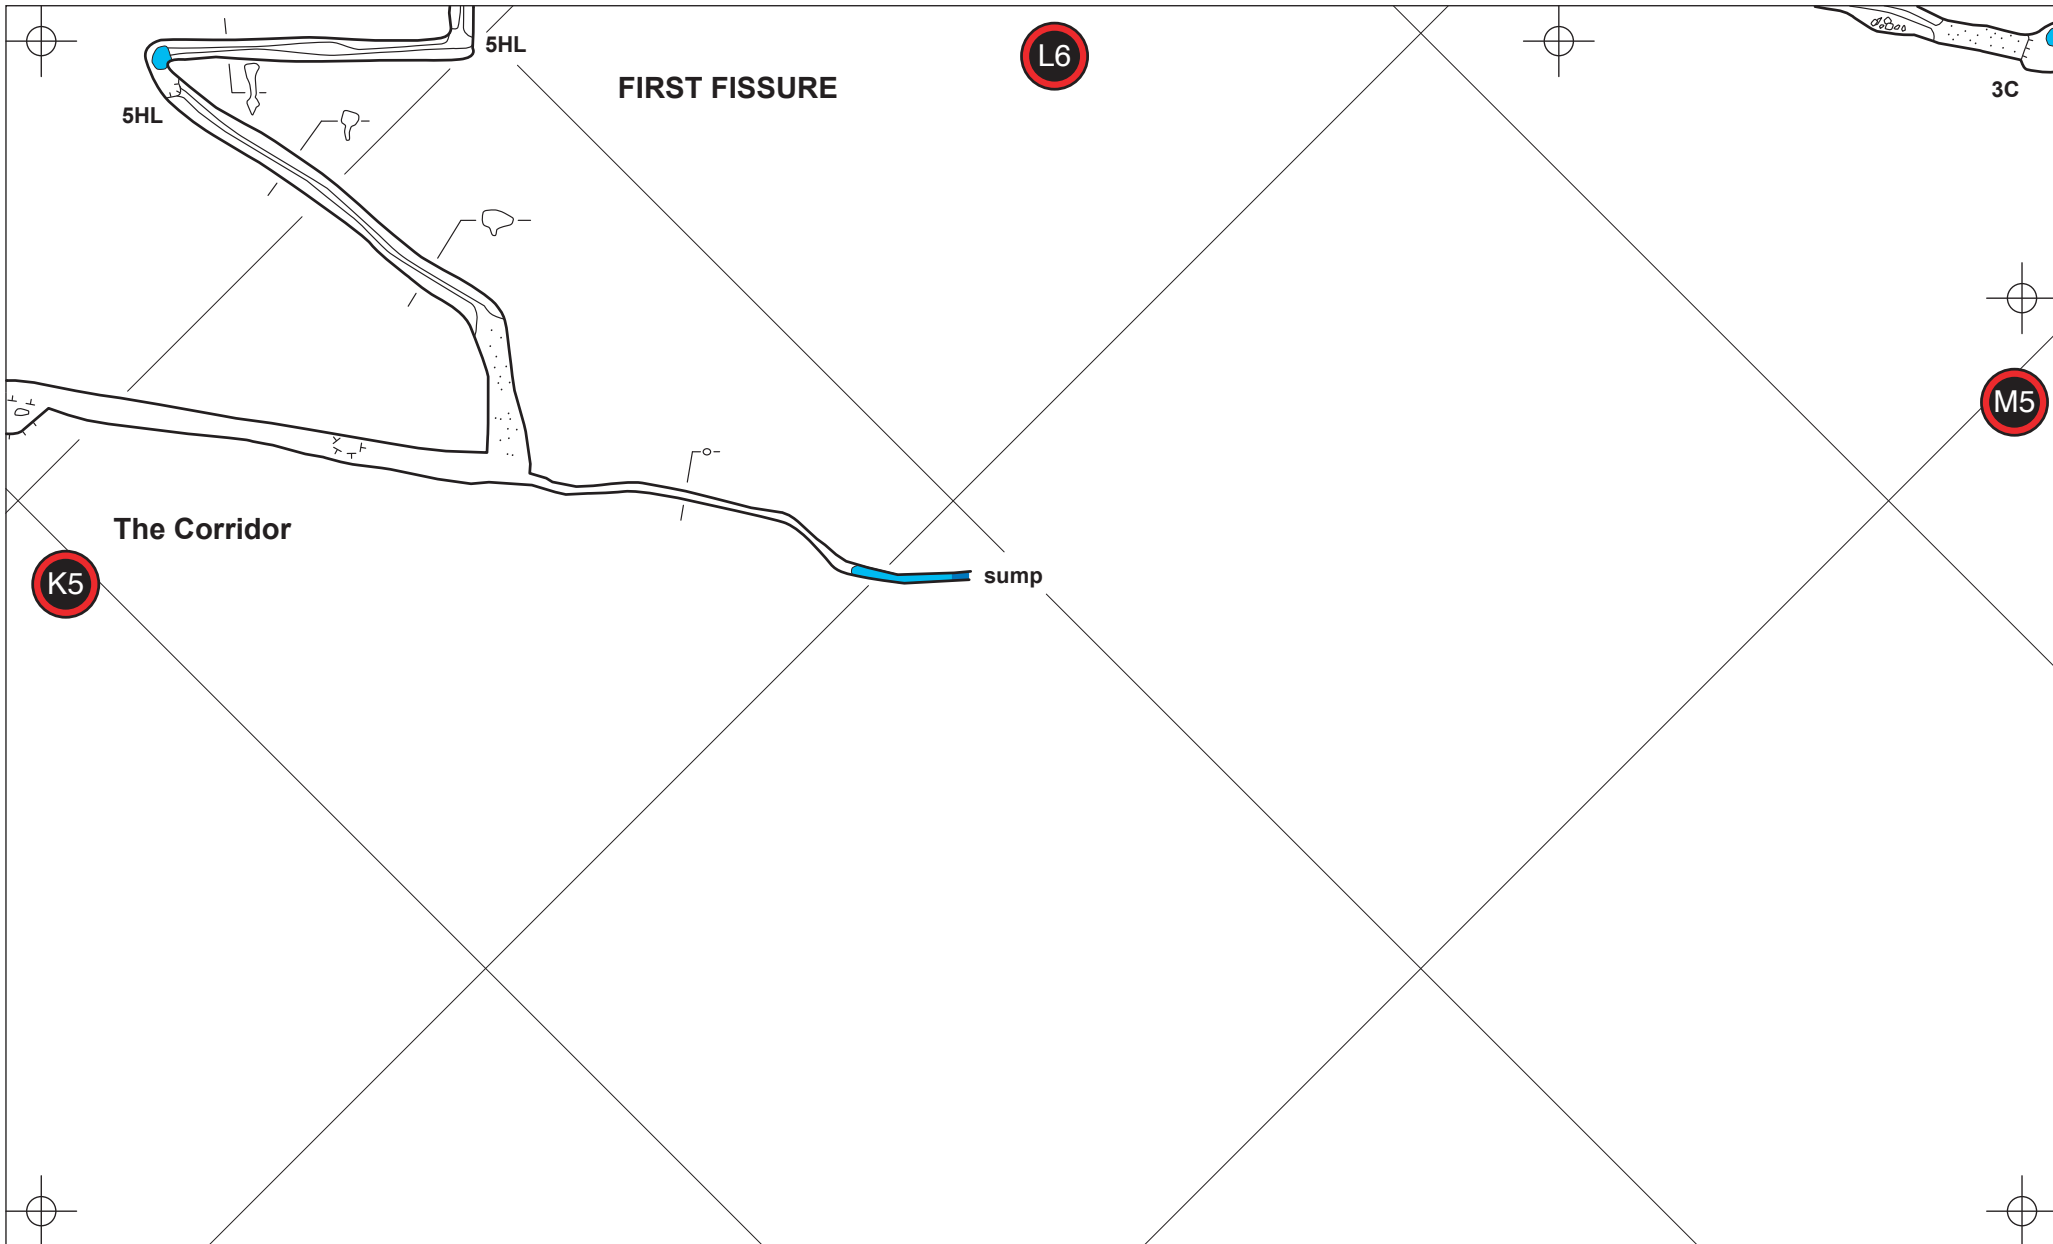 5HL
L6
FIRST FISSURE
3C
5HL
M5
The Corridor
K5
sump